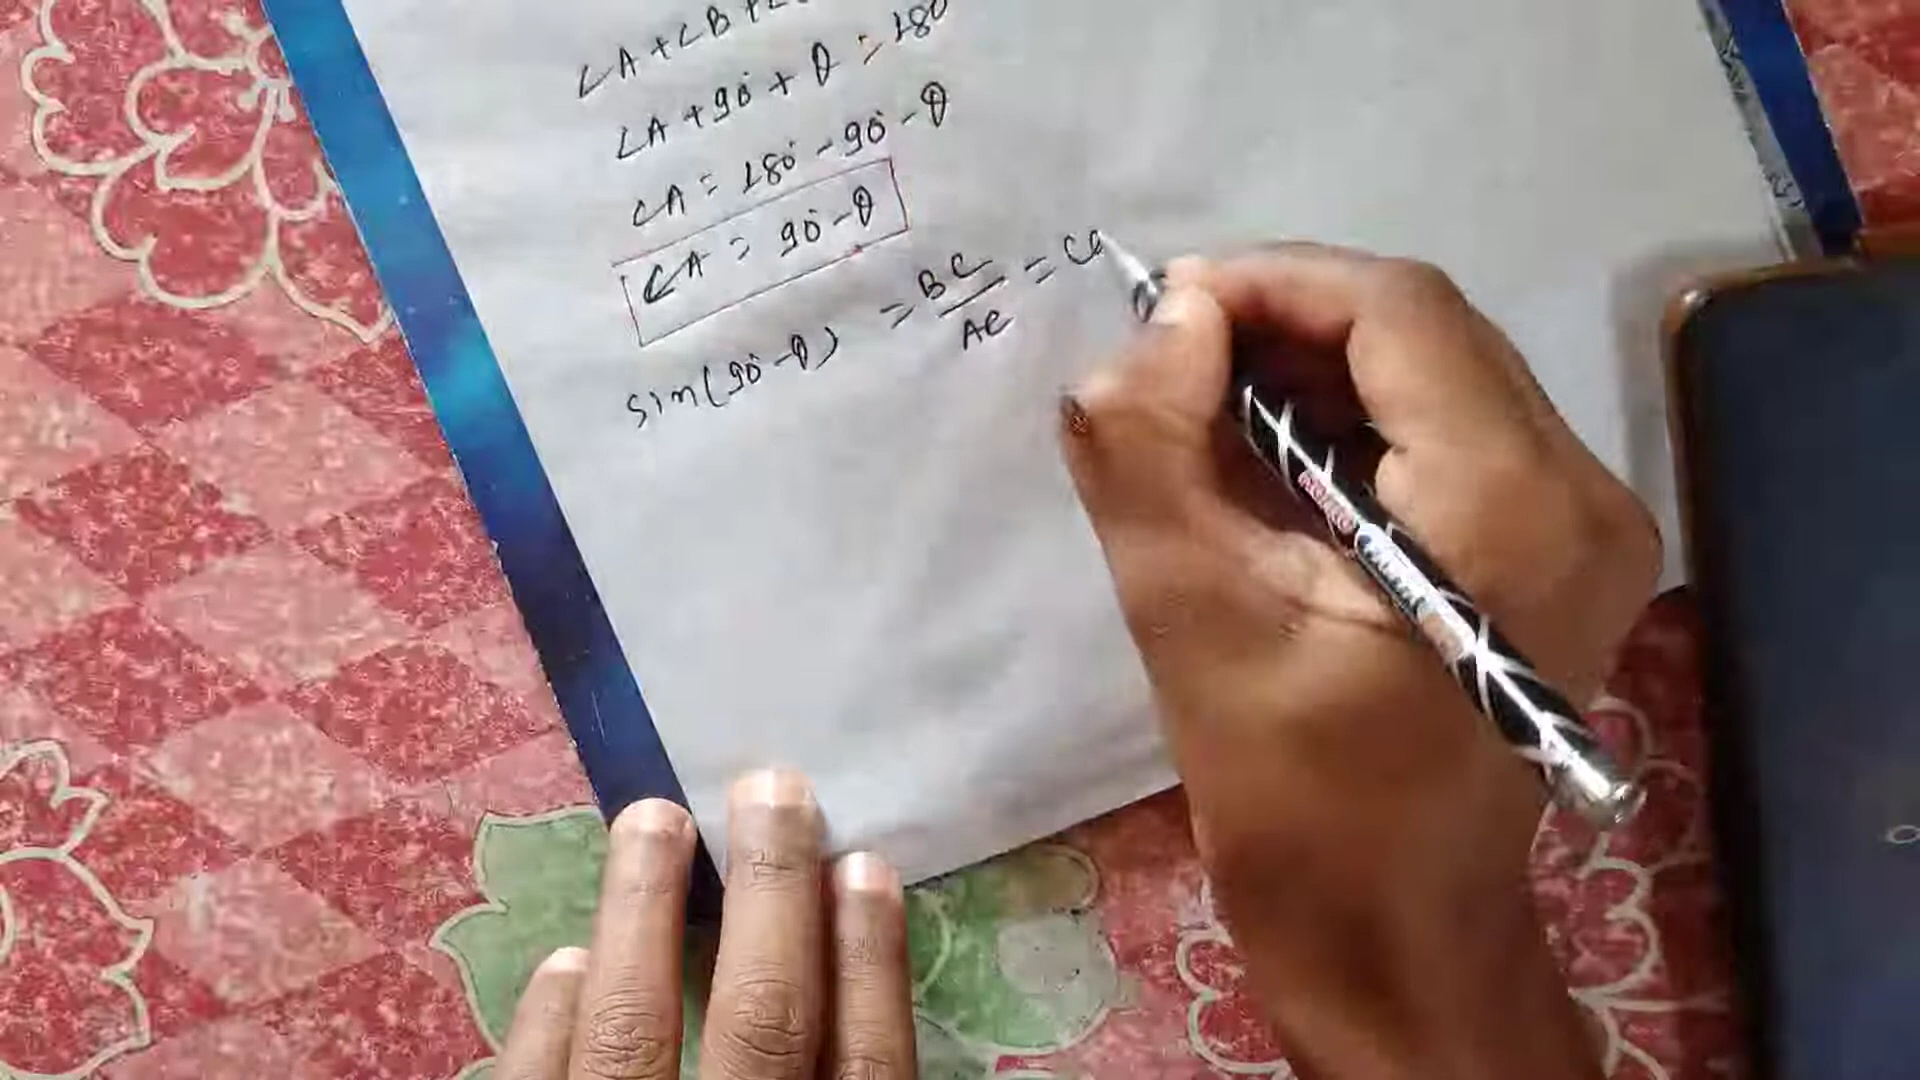 ∠A + ∠B +
∠A + 90° + θ = 180
∠A = 180° - 90° - θ
∠A = 90° - θ
sin(90° - θ) = BC/AC = Co